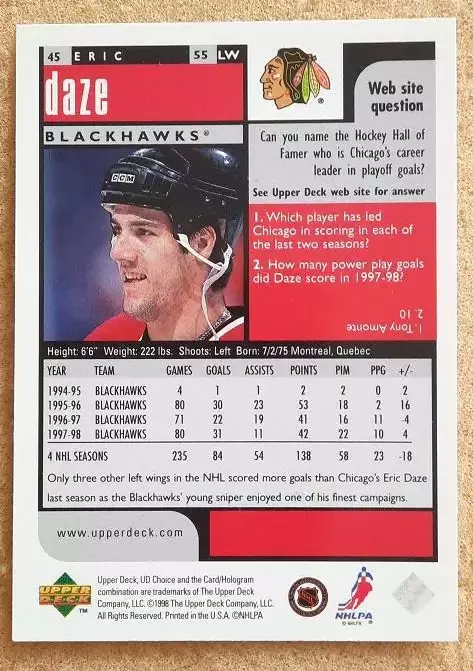 45 ERIC 55 LW
daze
BLACKHAWKS®
CCM
Web site
question
Can you name the Hockey Hall of
Famer who is Chicago's career
leader in playoff goals?
See Upper Deck web site for answer
1. Which player has led
Chicago in scoring in each of
the last two seasons?
2. How many power play goals
did Daze score in 1997-98?
1. Tony Amonte
2. 10
Height: 6'6" Weight: 222 lbs. Shoots: Left Born: 7/2/75 Montreal, Quebec
YEAR TEAM GAMES GOALS ASSISTS POINTS PIM PPG +/-
1994-95 BLACKHAWKS 4 1 1 2 2 0 2
1995-96 BLACKHAWKS 80 30 23 53 18 2 16
1996-97 BLACKHAWKS 71 22 19 41 16 11 -4
1997-98 BLACKHAWKS 80 31 11 42 22 10 4
4 NHL SEASONS 235 84 54 138 58 23 -18
Only three other left wings in the NHL scored more goals than Chicago's Eric Daze
last season as the Blackhawks' young sniper enjoyed one of his finest campaigns.
www.upperdeck.com
UPPER
DECK
TM
Upper Deck, UD Choice and the Card/Hologram
combination are trademarks of The Upper Deck
Company, LLC. ©1998 The Upper Deck Company, LLC.
All Rights Reserved. Printed in the U.S.A. ©NHLPA
NHL
NHLPA
© NHLPA